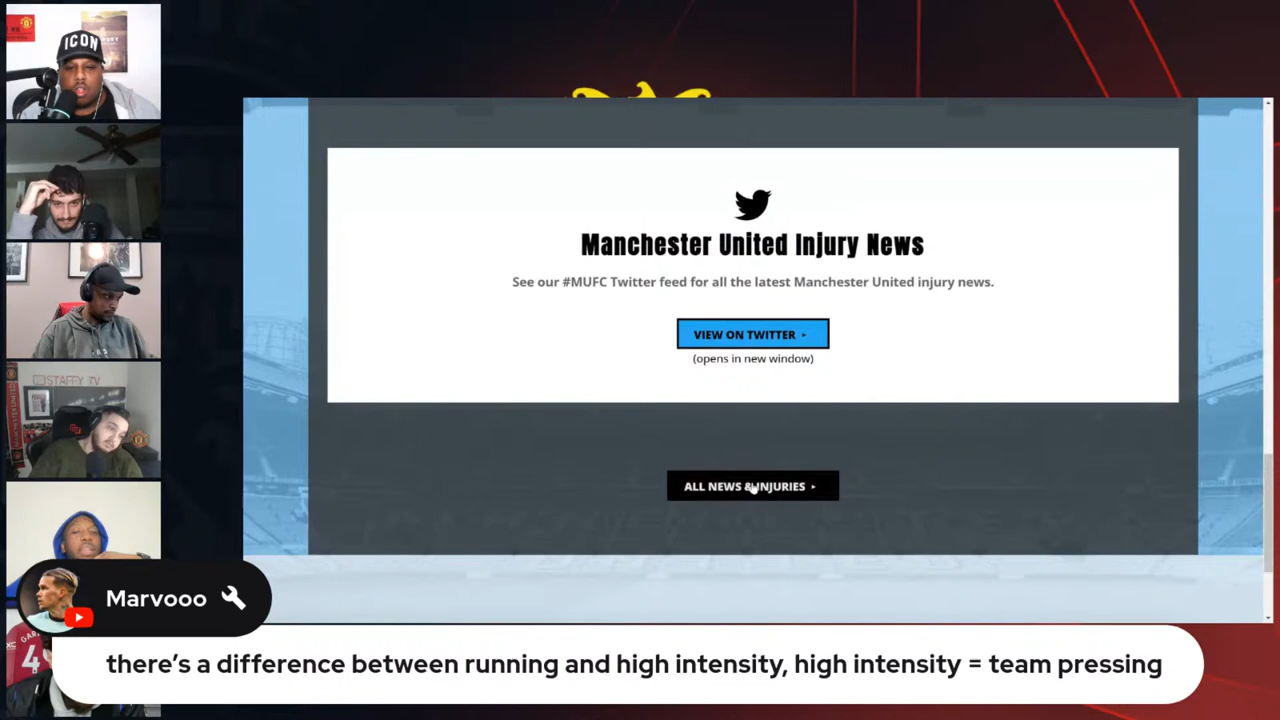 ICON
Manchester United Injury News
See our #MUFC Twitter feed for all the latest Manchester United injury news.
VIEW ON TWITTER
(opens in new window)
STAFFY TV
ALL NEWS & INJURIES
Marvooo
GAR
4
there's a difference between running and high intensity, high intensity = team pressing